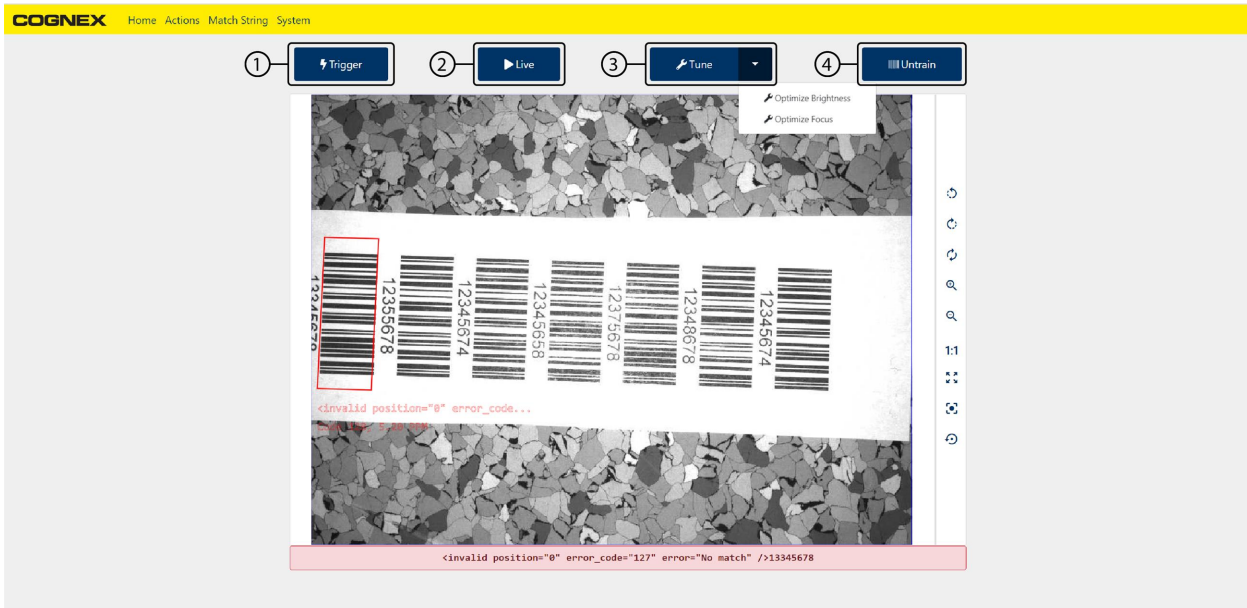 COGNEX Home Actions Match String System
1 Trigger 2 Live 3 Tune 4 Untrain
Optimize Brightness
Optimize Focus
12355678
12345674
12345658
12375678
12348678
12345674
<invalid position="0" error_code...
1:1
<invalid position="0" error_code="127" error="No match" />13345678